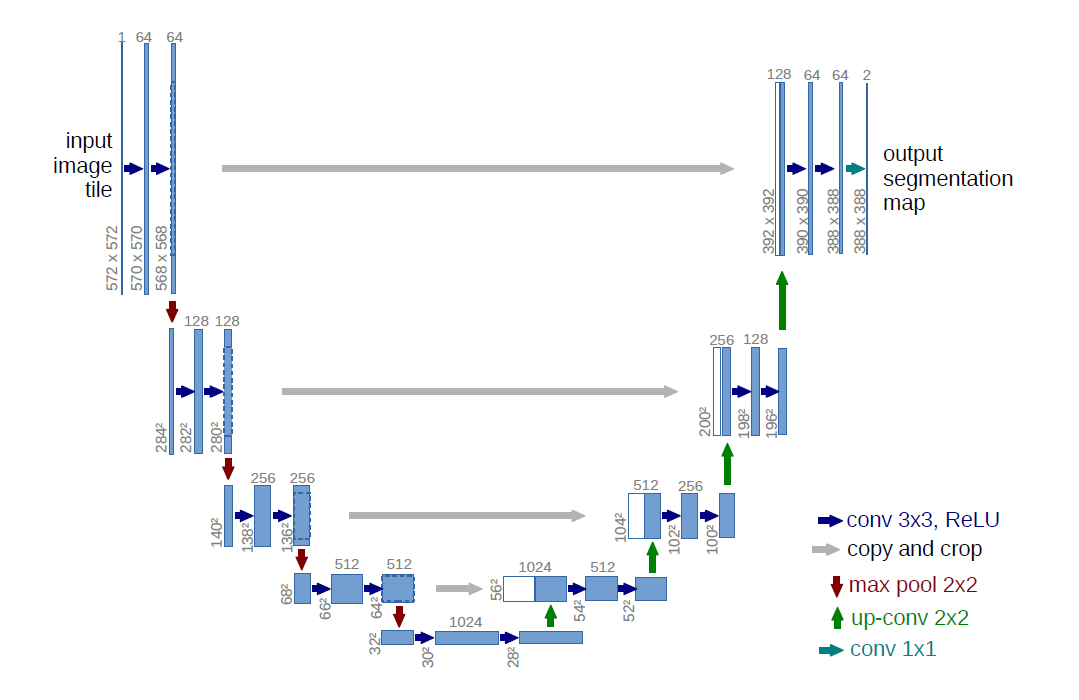 1 64 64
128 64 64 2
input
image
tile
output
segmentation
map
572 x 572
570 x 570
568 x 568
392 x 392
390 x 390
388 x 388
388 x 388
128 128
256 128
284²
282²
280²
200²
198²
196²
256 256
512 256
140²
138²
136²
104²
102²
100²
512 512
1024 512
68²
66²
64²
56²
54²
52²
1024
32²
30²
28²
conv 3x3, ReLU
copy and crop
max pool 2x2
up-conv 2x2
conv 1x1